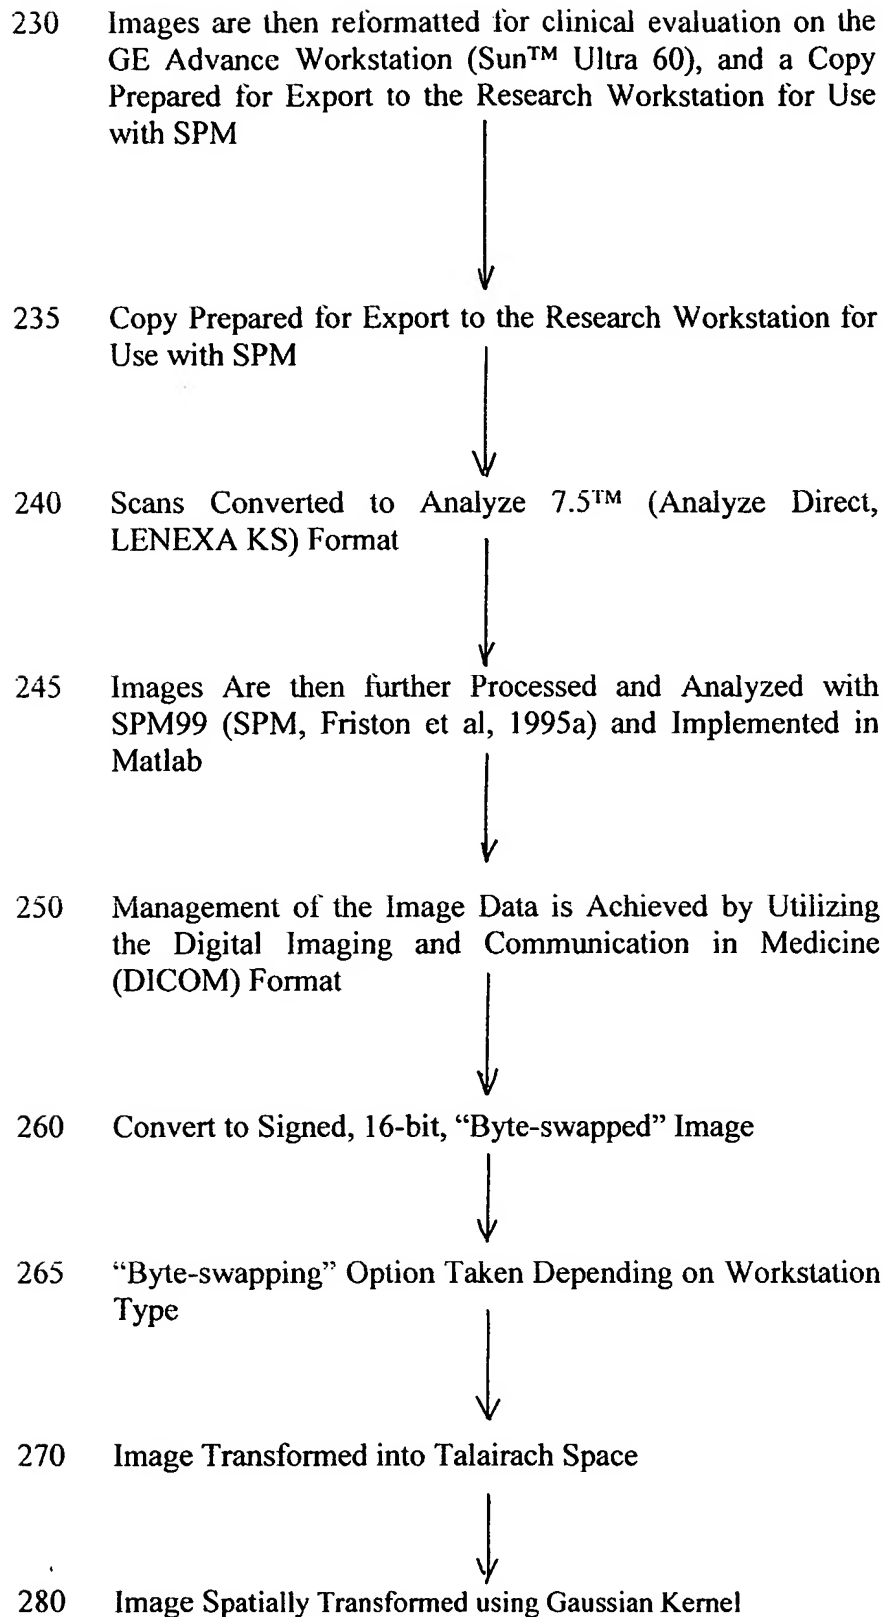 230 Images are then reformatted for clinical evaluation on the
GE Advance Workstation (Sun™ Ultra 60), and a Copy
Prepared for Export to the Research Workstation for Use
with SPM
235 Copy Prepared for Export to the Research Workstation for
Use with SPM
240 Scans Converted to Analyze 7.5™ (Analyze Direct,
LENEXA KS) Format
245 Images Are then further Processed and Analyzed with
SPM99 (SPM, Friston et al, 1995a) and Implemented in
Matlab
250 Management of the Image Data is Achieved by Utilizing
the Digital Imaging and Communication in Medicine
(DICOM) Format
260 Convert to Signed, 16-bit, “Byte-swapped” Image
265 “Byte-swapping” Option Taken Depending on Workstation
Type
270 Image Transformed into Talairach Space
280 Image Spatially Transformed using Gaussian Kernel